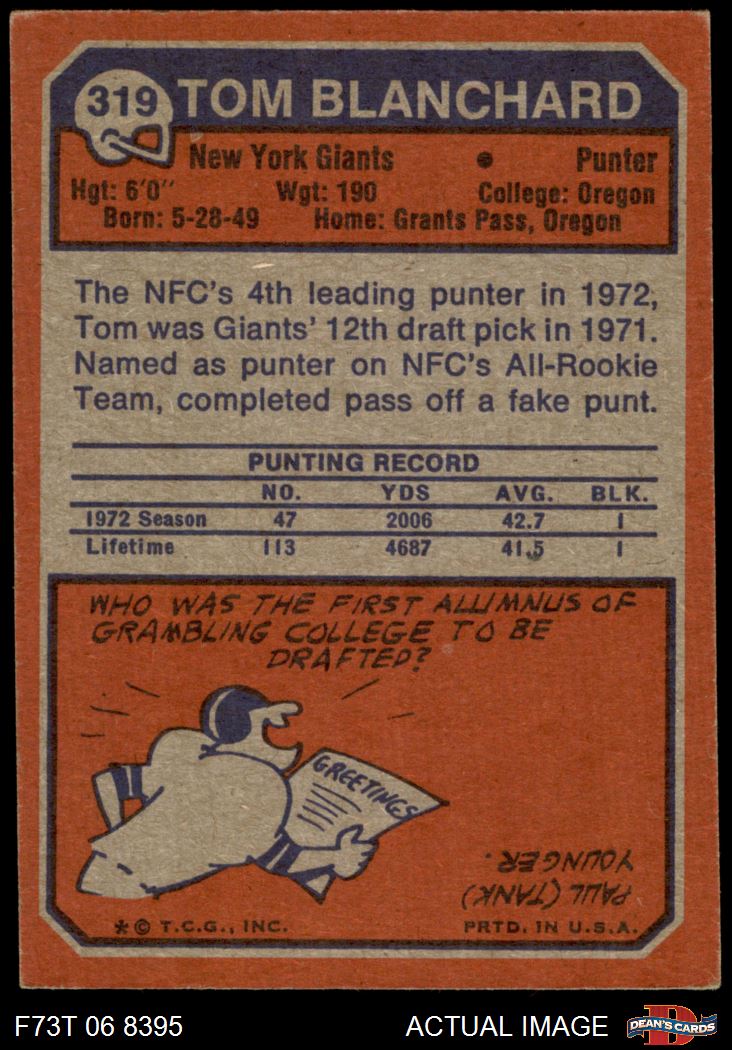 319 TOM BLANCHARD
New York Giants • Punter
Hgt: 6'0" Wgt: 190 College: Oregon
Born: 5-28-49 Home: Grants Pass, Oregon
The NFC's 4th leading punter in 1972,
Tom was Giants' 12th draft pick in 1971.
Named as punter on NFC's All-Rookie
Team, completed pass off a fake punt.
PUNTING RECORD
NO. YDS AVG. BLK.
1972 Season 47 2006 42.7 1
Lifetime 113 4687 41.5 1
WHO WAS THE FIRST ALUMNUS OF
GRAMBLING COLLEGE TO BE
DRAFTED?
GREETINGS
PAUL (TANK)
YOUNGER.
*© T.C.G., INC. PRTD. IN U.S.A.
F73T 06 8395 ACTUAL IMAGE D DEAN'S CARDS